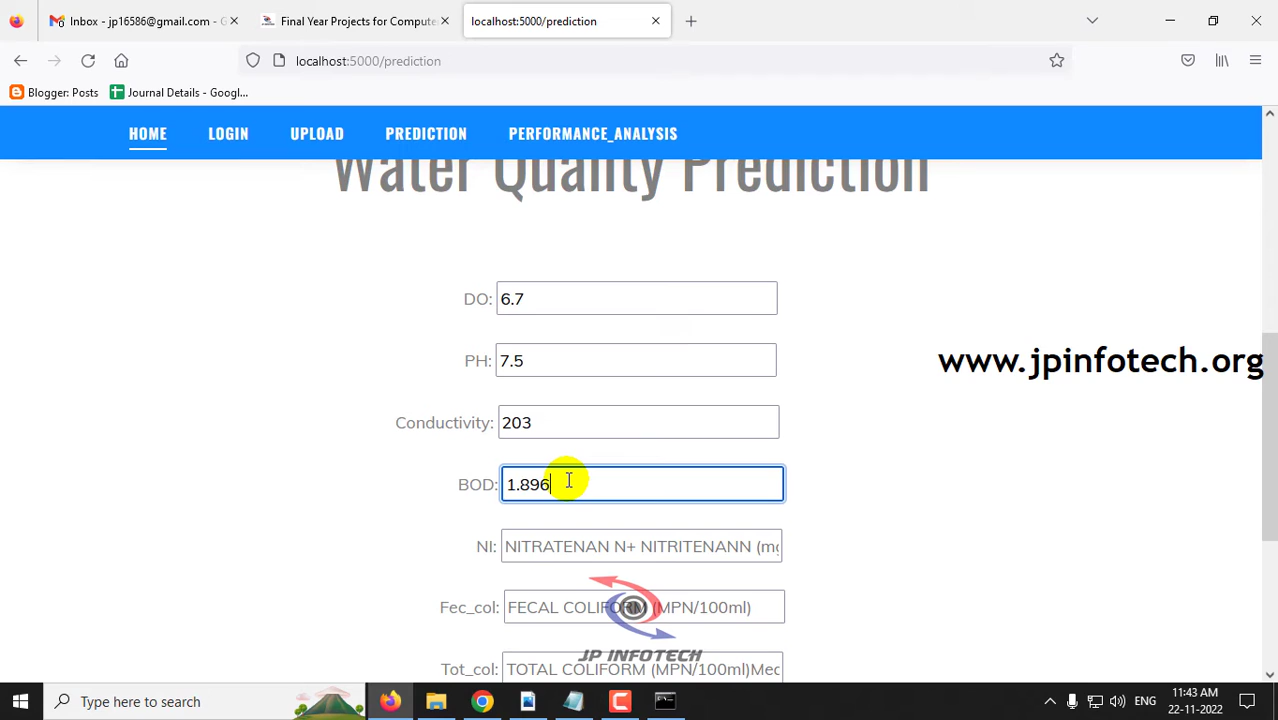 Inbox - jp16586@gmail.com - G
Final Year Projects for Compute
localhost:5000/prediction
localhost:5000/prediction
Blogger: Posts
Journal Details - Googl...
HOME
LOGIN
UPLOAD
PREDICTION
PERFORMANCE_ANALYSIS
Water Quality Prediction
DO: 6.7
PH: 7.5
www.jpinfotech.org
Conductivity: 203
BOD: 1.896
NI: NITRATENAN N+ NITRITENANN (mg
Fec_col: FECAL COLIFORM (MPN/100ml)
JP INFOTECH
Tot_col: TOTAL COLIFORM (MPN/100ml)Mec
Type here to search
ENG
11:43 AM
22-11-2022